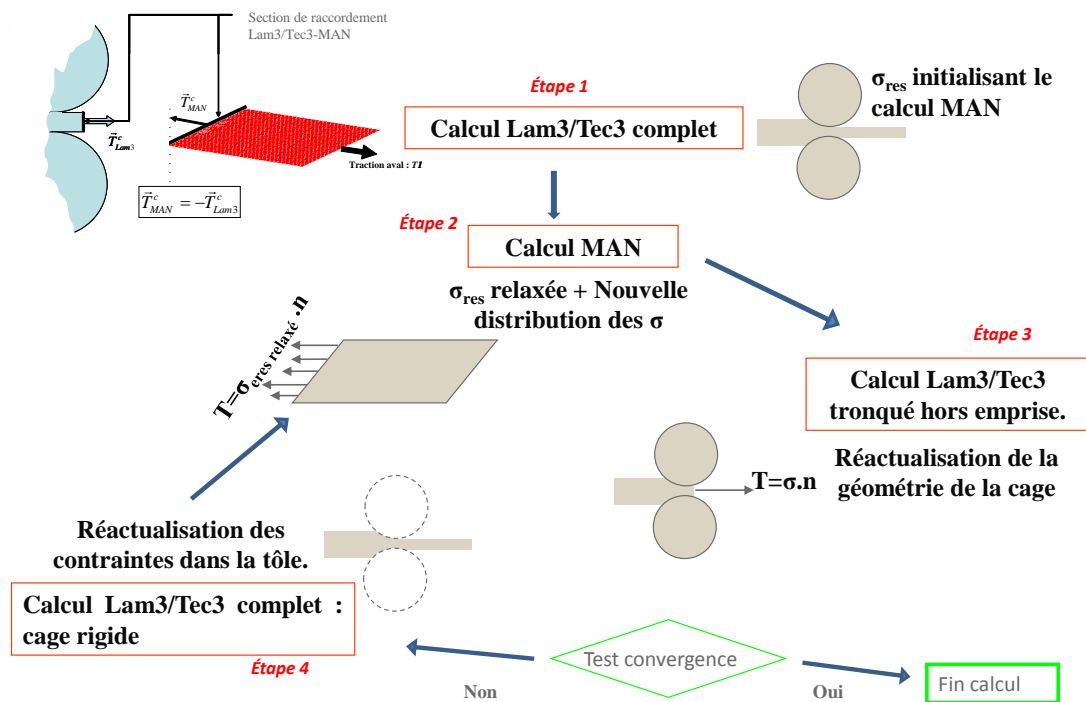 Section de raccordement
Lam3/Tec3-MAN
T⃗ᶜ_MAN
T⃗ᶜ_Lam3
Traction aval : T1
T⃗ᶜ_MAN = −T⃗ᶜ_Lam3
Étape 1
Calcul Lam3/Tec3 complet
σres initialisant le
calcul MAN
Étape 2
Calcul MAN
σres relaxée + Nouvelle
distribution des σ
T=σeres relaxé .n
Étape 3
Calcul Lam3/Tec3
tronqué hors emprise.
Réactualisation de la
géométrie de la cage
T=σ.n
Réactualisation des
contraintes dans la tôle.
Calcul Lam3/Tec3 complet :
cage rigide
Étape 4
Test convergence
Non
Oui
Fin calcul